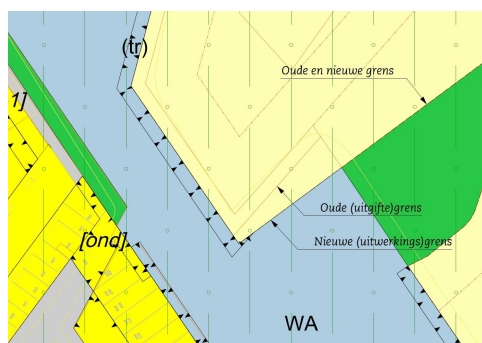 (tr)
Oude en nieuwe grens
1]
Oude (uitgifte)grens
[ond]
Nieuwe (uitwerkings)grens
WA